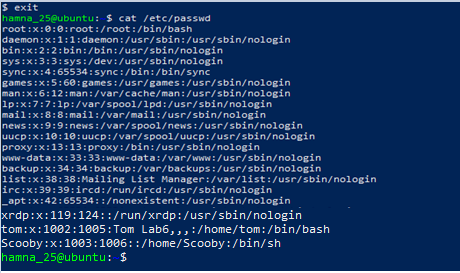 $ exit
hamna_25@ubuntu: $ cat /etc/passwd
root:x:0:0:root:/root:/bin/bash
daemon:x:1:1:daemon:/usr/sbin:/usr/sbin/nologin
bin:x:2:2:bin:/bin:/usr/sbin/nologin
sys:x:3:3:sys:/dev:/usr/sbin/nologin
sync:x:4:65534:sync:/bin:/bin/sync
games:x:5:60:games:/usr/games:/usr/sbin/nologin
man:x:6:12:man:/var/cache/man:/usr/sbin/nologin
lp:x:7:7:lp:/var/spool/lpd:/usr/sbin/nologin
mail:x:8:8:mail:/var/mail:/usr/sbin/nologin
news:x:9:9:news:/var/spool/news:/usr/sbin/nologin
uucp:x:10:10:uucp:/var/spool/uucp:/usr/sbin/nologin
proxy:x:13:13:proxy:/bin:/usr/sbin/nologin
www-data:x:33:33:www-data:/var/www:/usr/sbin/nologin
backup:x:34:34:backup:/var/backups:/usr/sbin/nologin
list:x:38:38:Mailing List Manager:/var/list:/usr/sbin/nologin
irc:x:39:39:ircd:/run/ircd:/usr/sbin/nologin
_apt:x:42:65534::/nonexistent:/usr/sbin/nologin
xrdp:x:119:124::/run/xrdp:/usr/sbin/nologin
tom:x:1002:1005:Tom Lab6,,,:/home/tom:/bin/bash
Scooby:x:1003:1006::/home/Scooby:/bin/sh
hamna_25@ubuntu: $